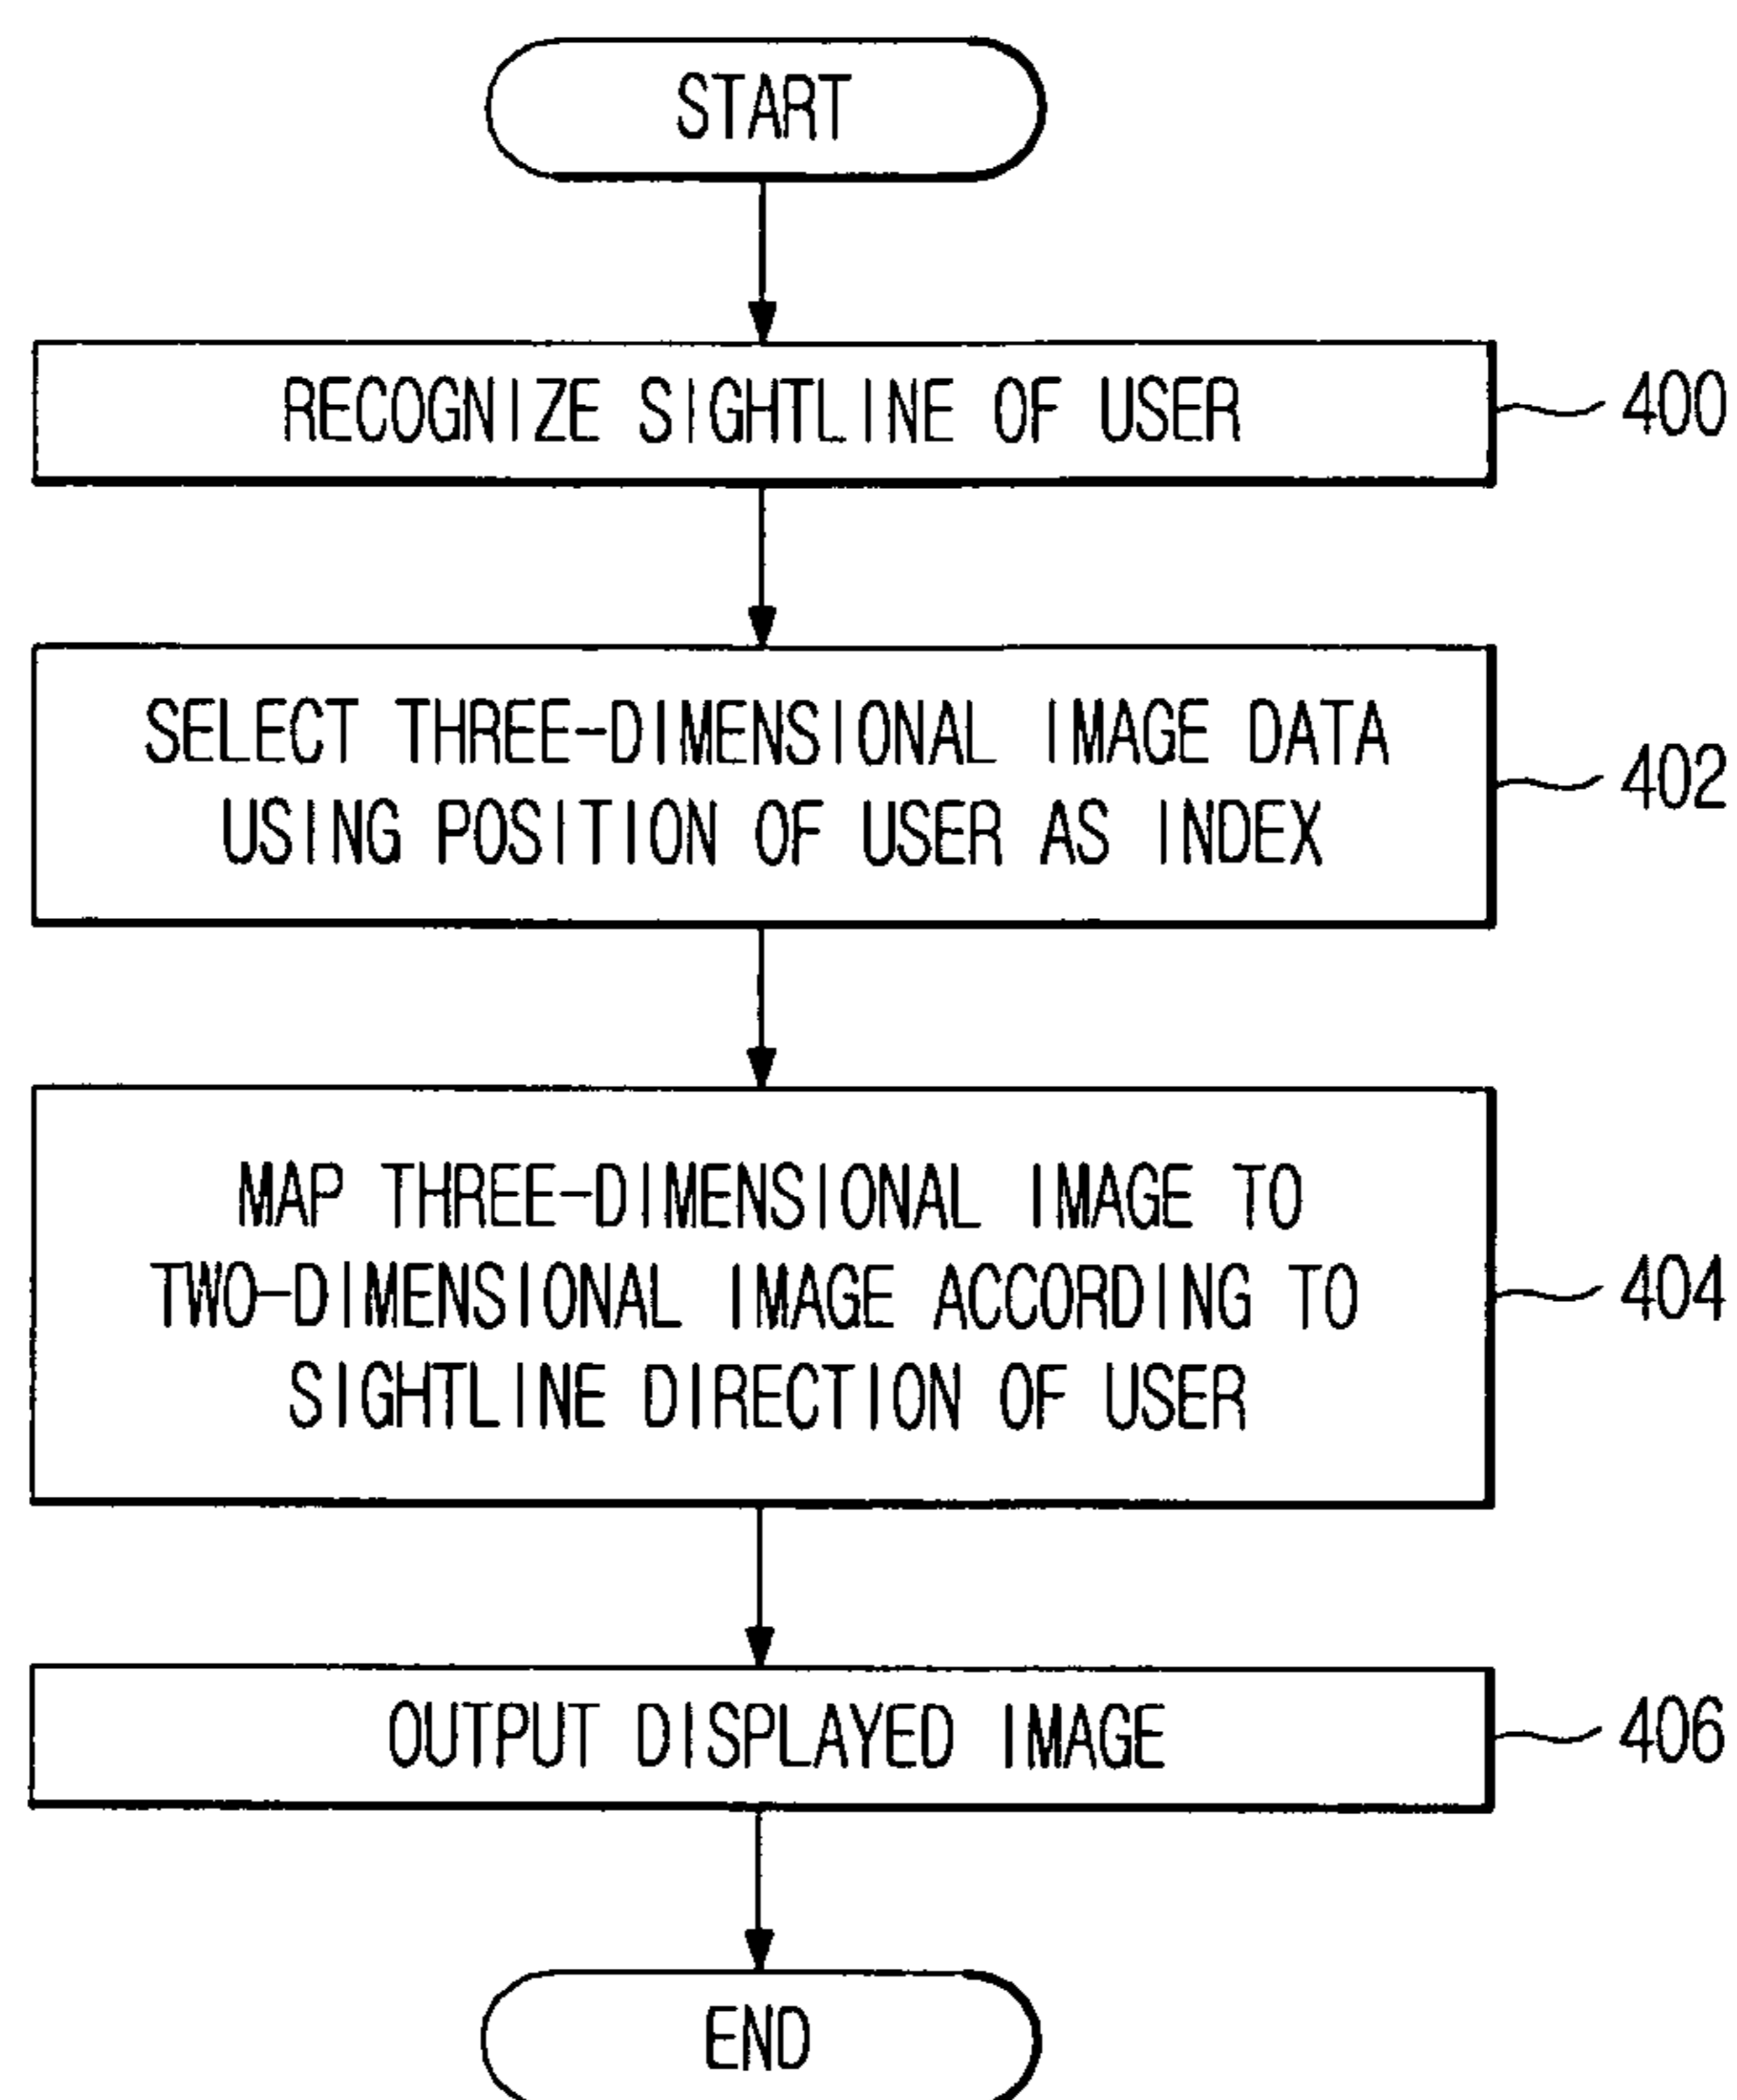 START
RECOGNIZE SIGHTLINE OF USER
400
SELECT THREE-DIMENSIONAL IMAGE DATA
USING POSITION OF USER AS INDEX
402
MAP THREE-DIMENSIONAL IMAGE TO
TWO-DIMENSIONAL IMAGE ACCORDING TO
SIGHTLINE DIRECTION OF USER
404
OUTPUT DISPLAYED IMAGE
406
END